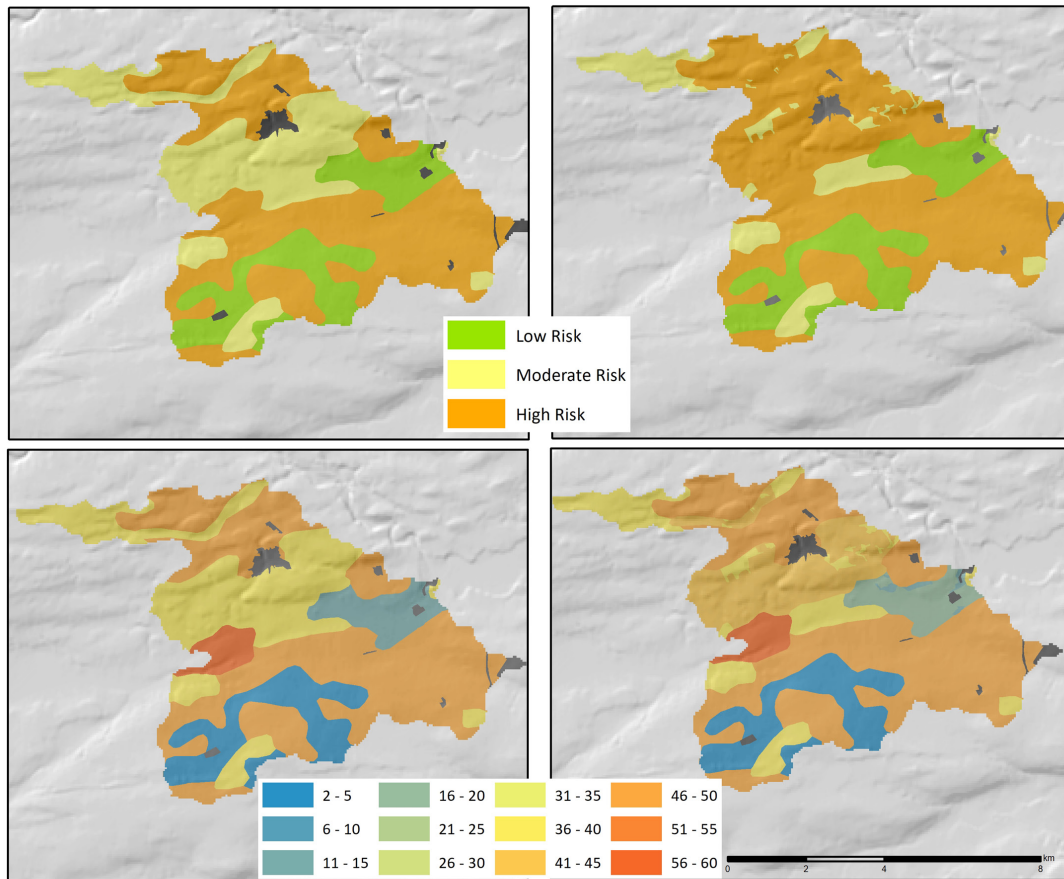 Low Risk
Moderate Risk
High Risk
2 - 5 16 - 20 31 - 35 46 - 50
6 - 10 21 - 25 36 - 40 51 - 55
11 - 15 26 - 30 41 - 45 56 - 60
km
0 2 4 8